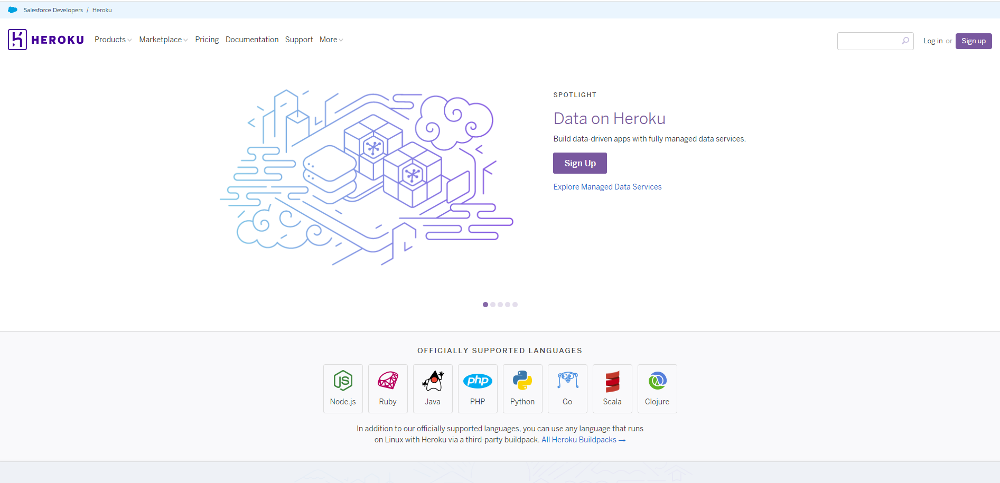 Salesforce Developers / Heroku
HEROKU Products Marketplace Pricing Documentation Support More Log in or Sign up
SPOTLIGHT
Data on Heroku
Build data-driven apps with fully managed data services.
Sign Up
Explore Managed Data Services
OFFICIALLY SUPPORTED LANGUAGES
JS php
Node.js Ruby Java PHP Python Go Scala Clojure
In addition to our officially supported languages, you can use any language that runs
on Linux with Heroku via a third-party buildpack. All Heroku Buildpacks →